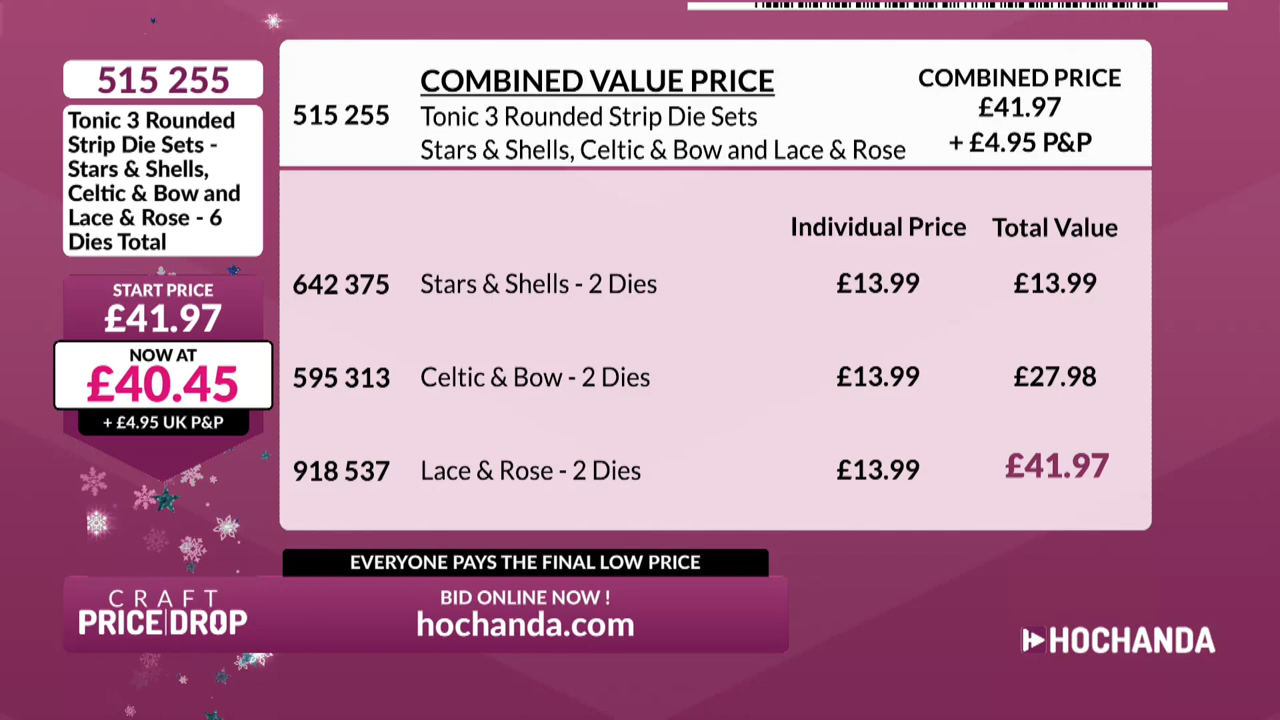 515 255
Tonic 3 Rounded
Strip Die Sets -
Stars & Shells,
Celtic & Bow and
Lace & Rose - 6
Dies Total
START PRICE
£41.97
NOW AT
£40.45
+ £4.95 UK P&P
COMBINED VALUE PRICE
515 255 Tonic 3 Rounded Strip Die Sets
Stars & Shells, Celtic & Bow and Lace & Rose
COMBINED PRICE
£41.97
+ £4.95 P&P
Individual Price Total Value
642 375 Stars & Shells - 2 Dies £13.99 £13.99
595 313 Celtic & Bow - 2 Dies £13.99 £27.98
918 537 Lace & Rose - 2 Dies £13.99 £41.97
EVERYONE PAYS THE FINAL LOW PRICE
CRAFT
PRICE DROP
BID ONLINE NOW !
hochanda.com
HOCHANDA